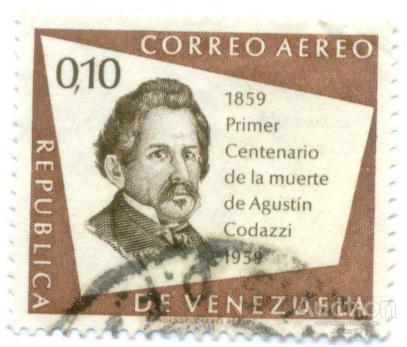 CORREO AEREO
0,10
1859
Primer
Centenario
de la muerte
de Agustín
Codazzi
1959
REPUBLICA
DE VENEZUELA